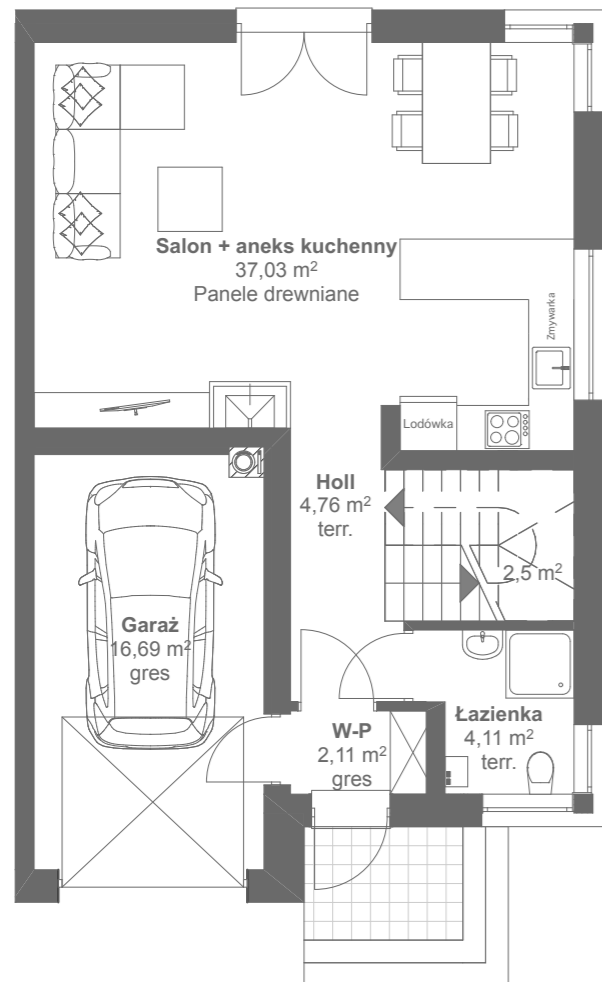 Salon + aneks kuchenny
37,03 m²
Panele drewniane
Zmywarka
Lodówka
Holl
4,76 m²
terr.
2,5 m²
Garaż
16,69 m²
gres
W-P
2,11 m²
gres
Łazienka
4,11 m²
terr.